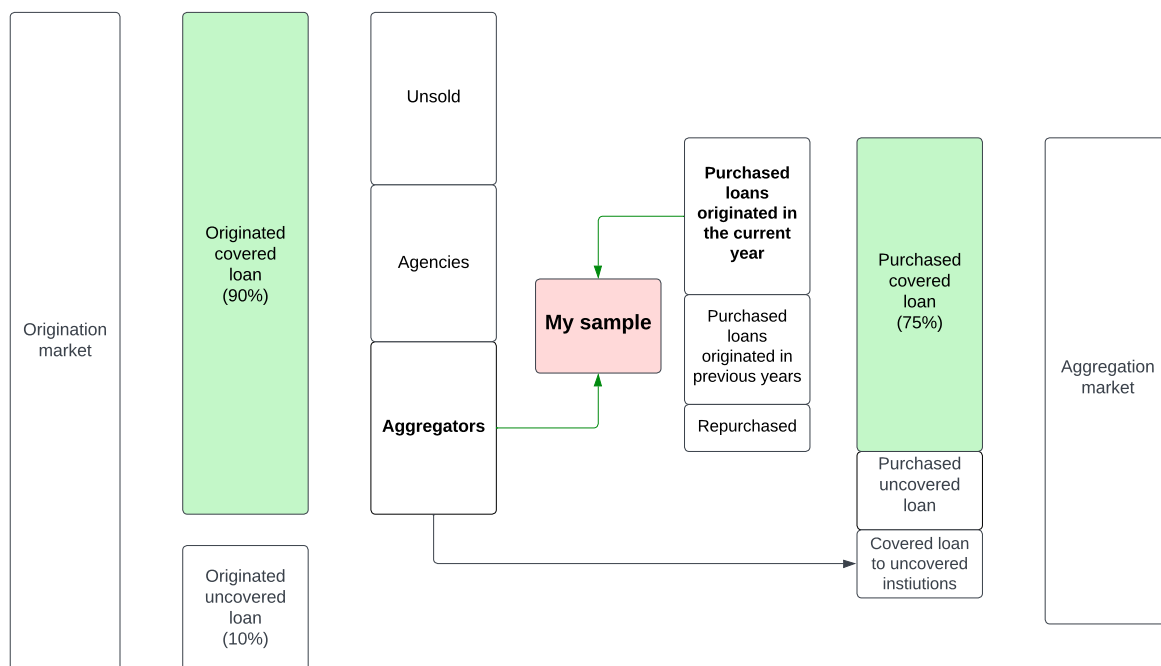 Origination
market
Originated
covered
loan
(90%)
Originated
uncovered
loan
(10%)
Unsold
Agencies
Aggregators
My sample
Purchased
loans
originated in
the current
year
Purchased
loans
originated in
previous years
Repurchased
Purchased
covered
loan
(75%)
Purchased
uncovered
loan
Covered loan
to uncovered
instiutions
Aggregation
market